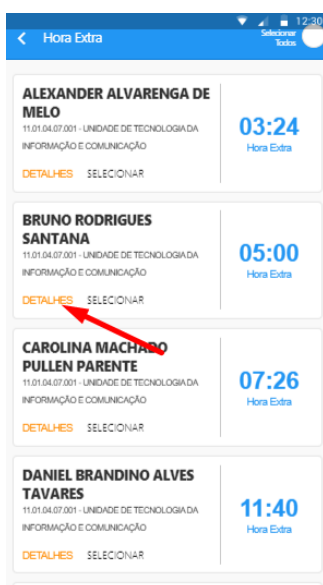 12:30
Hora Extra
Selecionar
Todos
ALEXANDER ALVARENGA DE
MELO
11.01.04.07.001 - UNIDADE DE TECNOLOGIA DA
INFORMAÇÃO E COMUNICAÇÃO
DETALHES SELECIONAR
03:24
Hora Extra
BRUNO RODRIGUES
SANTANA
11.01.04.07.001 - UNIDADE DE TECNOLOGIA DA
INFORMAÇÃO E COMUNICAÇÃO
DETALHES SELECIONAR
05:00
Hora Extra
CAROLINA MACHADO
PULLEN PARENTE
11.01.04.07.001 - UNIDADE DE TECNOLOGIA DA
INFORMAÇÃO E COMUNICAÇÃO
DETALHES SELECIONAR
07:26
Hora Extra
DANIEL BRANDINO ALVES
TAVARES
11.01.04.07.001 - UNIDADE DE TECNOLOGIA DA
INFORMAÇÃO E COMUNICAÇÃO
DETALHES SELECIONAR
11:40
Hora Extra